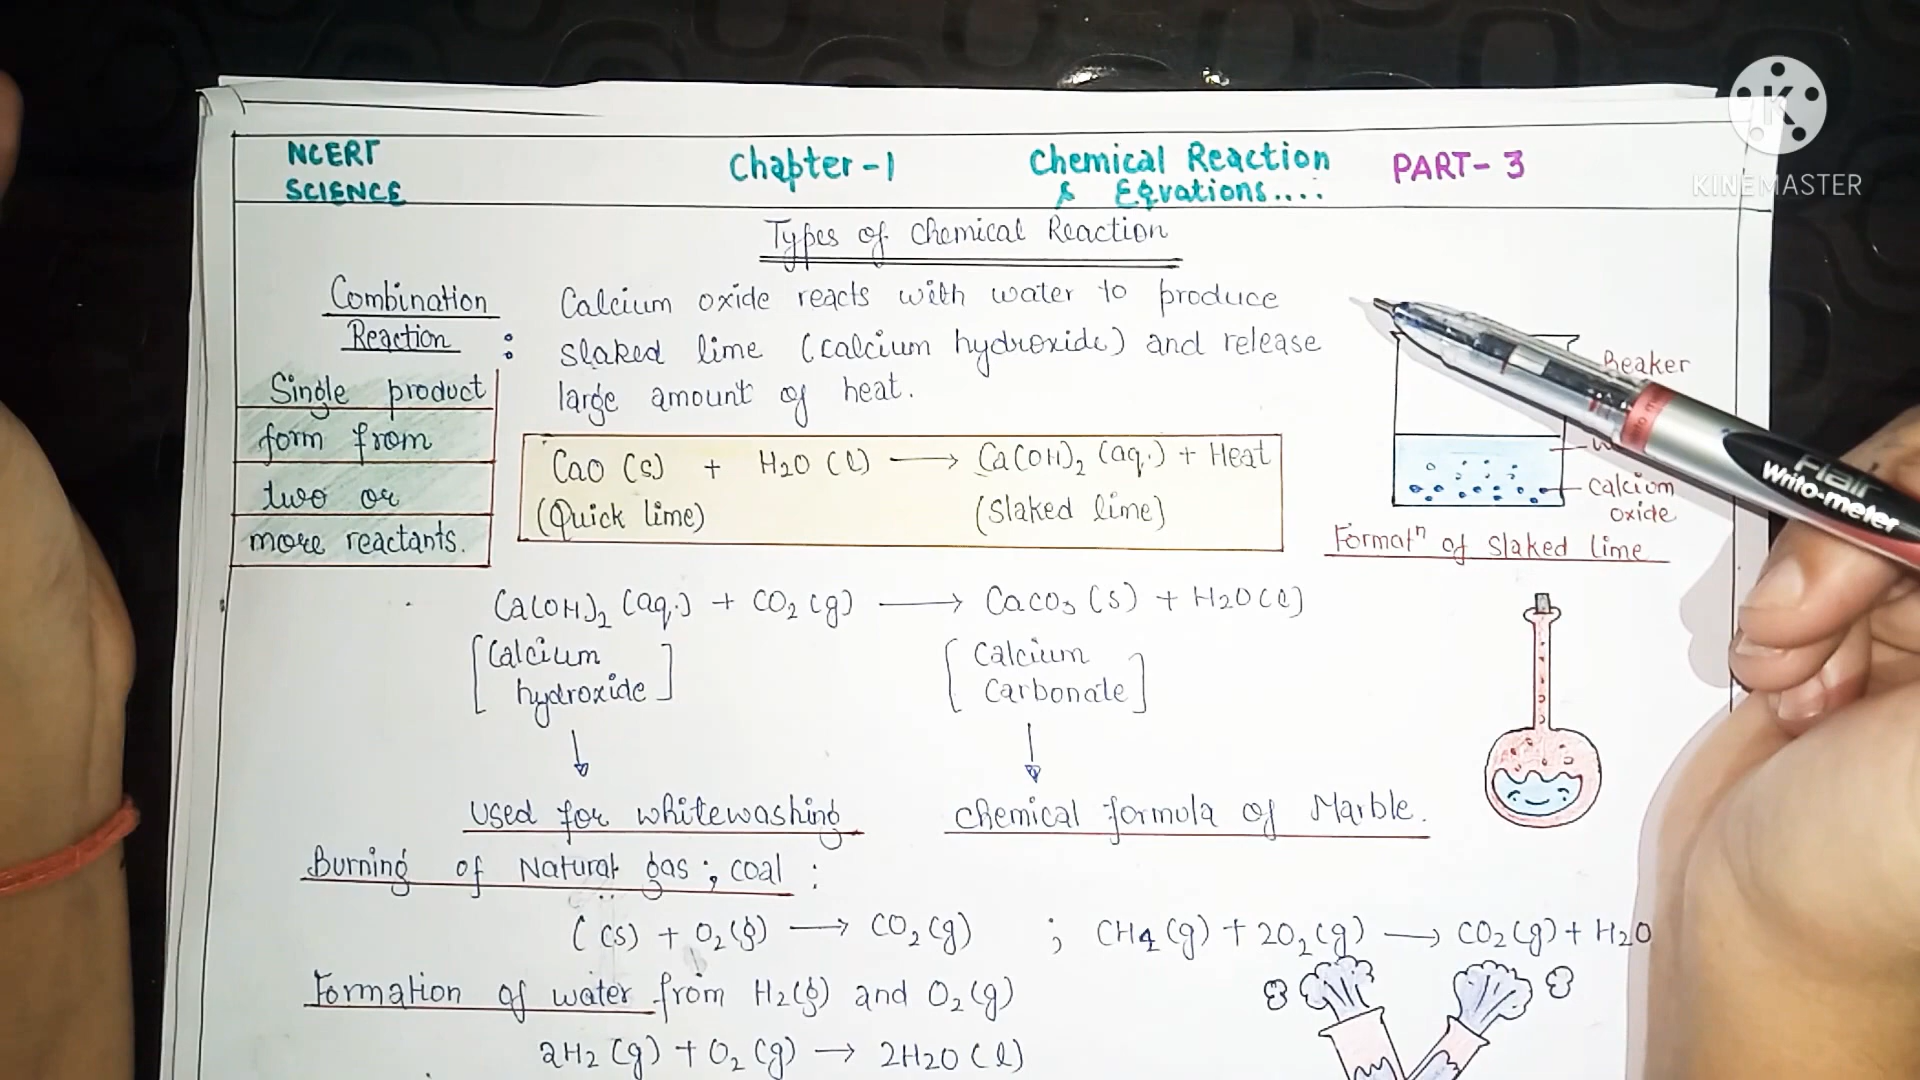 NCERT SCIENCE
Chapter-1
Chemical Reaction & Equations....
PART-3
KINEMASTER
Types of Chemical Reaction
Combination Reaction :
Calcium oxide reacts with water to produce
slaked lime (calcium hydroxide) and release
large amount of heat.
Single product
form from
two or
more reactants.
CaO (s) + H2O (l) ⟶ Ca(OH)2 (aq.) + Heat
(Quick lime) (Slaked lime)
Beaker
Calcium oxide
Formatⁿ of slaked lime
Flair
Writo-meter
Ca(OH)2 (aq.) + CO2 (g) ⟶ CaCO3 (s) + H2O (l)
[Calcium hydroxide] [Calcium Carbonate]
Used for whitewashing
Chemical formula of Marble.
Burning of Natural gas ; coal :
C (s) + O2 (g) ⟶ CO2 (g) ; CH4 (g) + 2O2 (g) ⟶ CO2 (g) + H2O
Formation of water from H2 (g) and O2 (g)
2H2 (g) + O2 (g) → 2H2O (l)